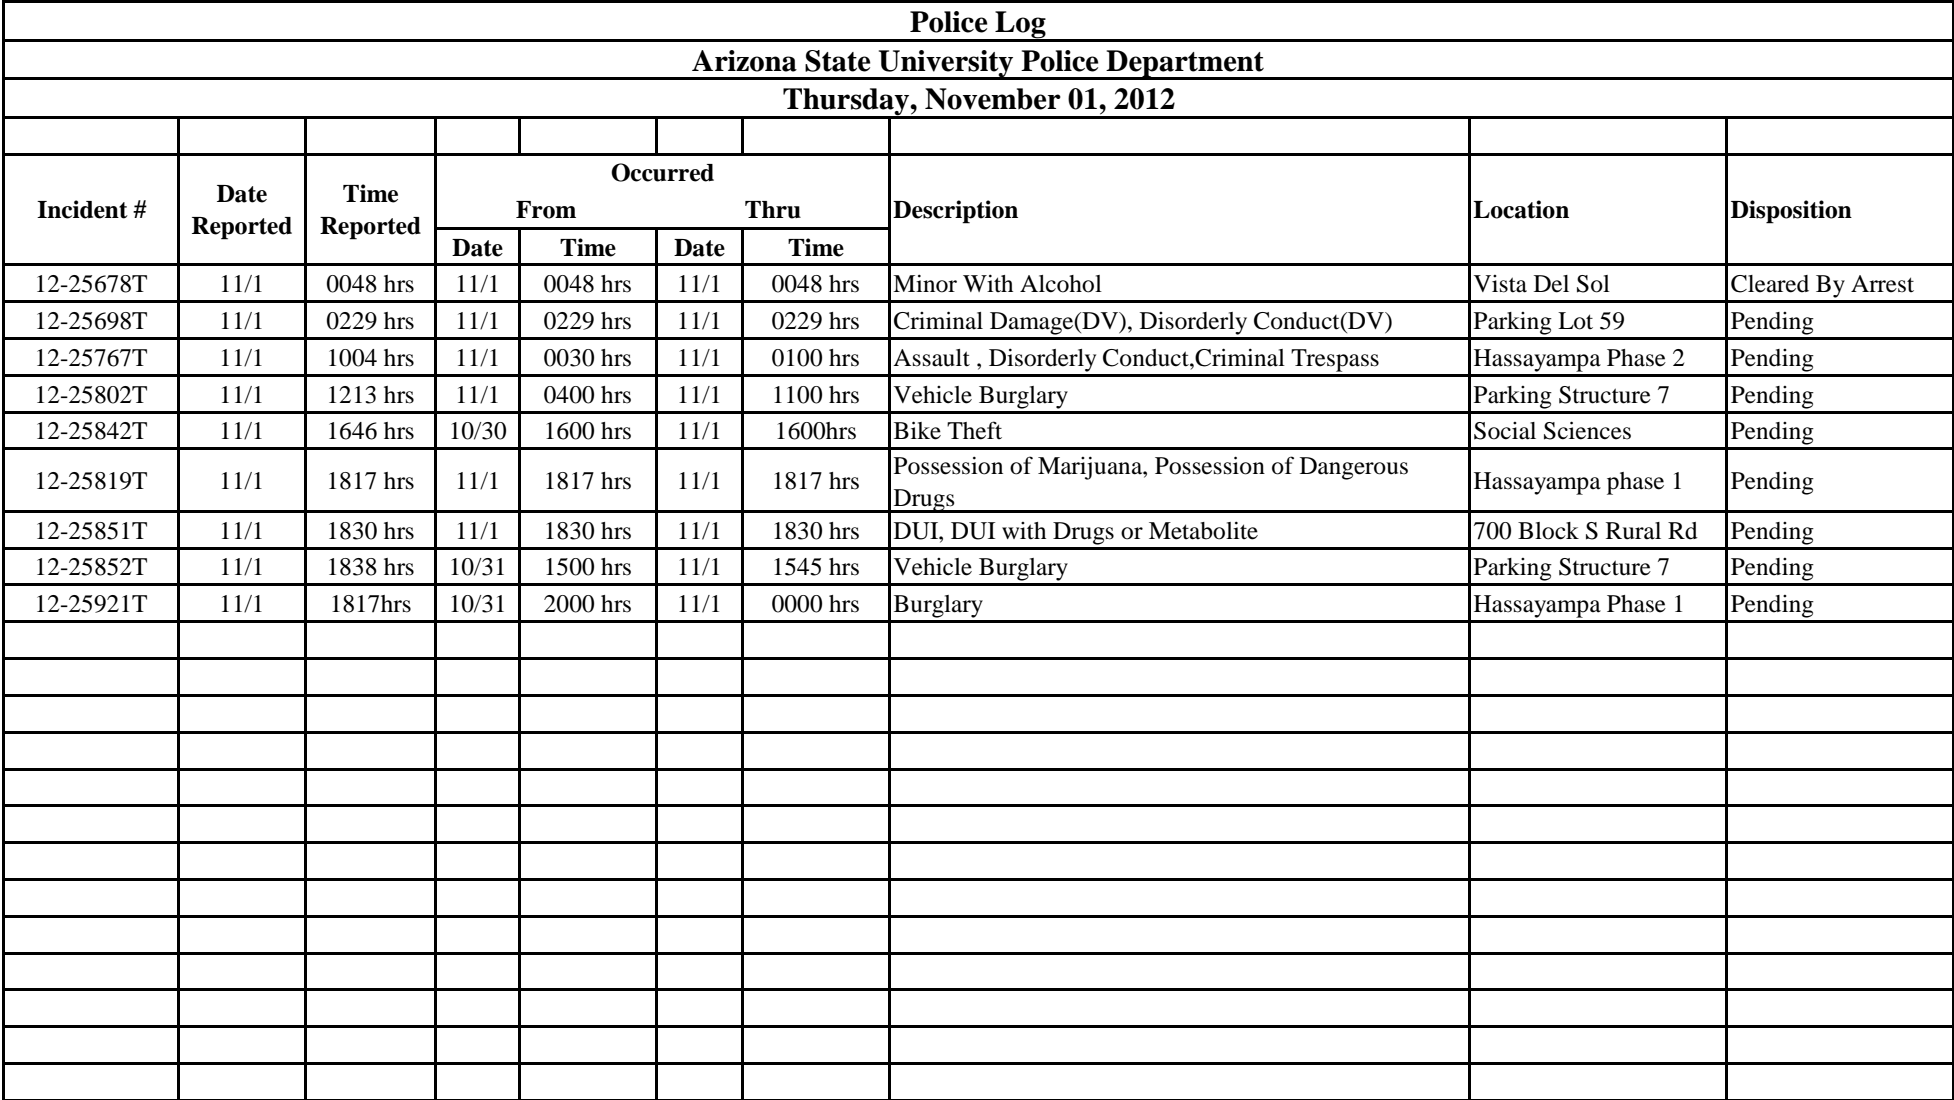 Police Log
Arizona State University Police Department
Thursday, November 01, 2012
Incident # Date Reported Time Reported Occurred From Thru Description Location Disposition
Date Time Date Time
12-25678T 11/1 0048 hrs 11/1 0048 hrs 11/1 0048 hrs Minor With Alcohol Vista Del Sol Cleared By Arrest
12-25698T 11/1 0229 hrs 11/1 0229 hrs 11/1 0229 hrs Criminal Damage(DV), Disorderly Conduct(DV) Parking Lot 59 Pending
12-25767T 11/1 1004 hrs 11/1 0030 hrs 11/1 0100 hrs Assault , Disorderly Conduct,Criminal Trespass Hassayampa Phase 2 Pending
12-25802T 11/1 1213 hrs 11/1 0400 hrs 11/1 1100 hrs Vehicle Burglary Parking Structure 7 Pending
12-25842T 11/1 1646 hrs 10/30 1600 hrs 11/1 1600hrs Bike Theft Social Sciences Pending
12-25819T 11/1 1817 hrs 11/1 1817 hrs 11/1 1817 hrs Possession of Marijuana, Possession of Dangerous Drugs Hassayampa phase 1 Pending
12-25851T 11/1 1830 hrs 11/1 1830 hrs 11/1 1830 hrs DUI, DUI with Drugs or Metabolite 700 Block S Rural Rd Pending
12-25852T 11/1 1838 hrs 10/31 1500 hrs 11/1 1545 hrs Vehicle Burglary Parking Structure 7 Pending
12-25921T 11/1 1817hrs 10/31 2000 hrs 11/1 0000 hrs Burglary Hassayampa Phase 1 Pending